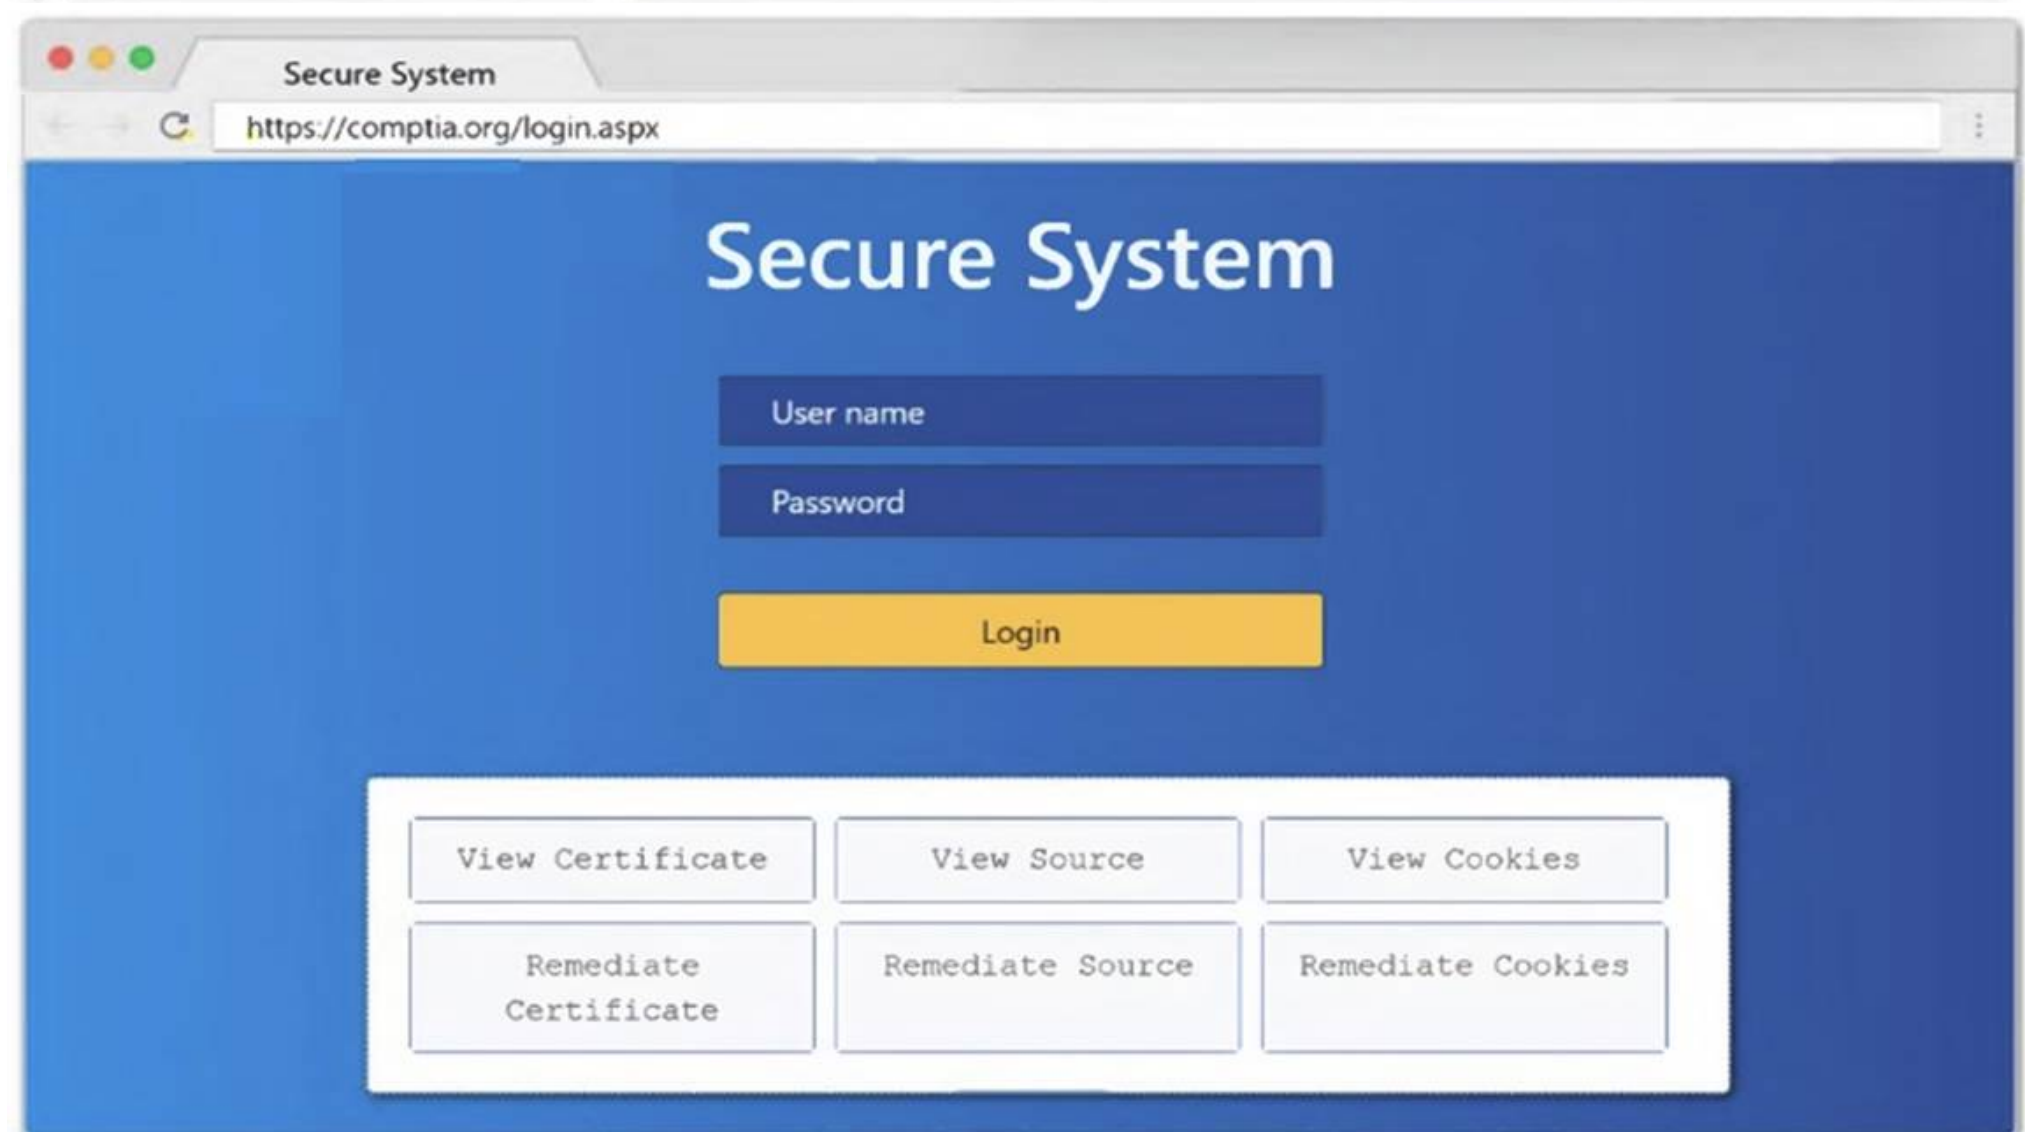 Secure System
https://comptia.org/login.aspx
Secure System
User name
Password
Login
View Certificate
View Source
View Cookies
Remediate
Certificate
Remediate Source
Remediate Cookies